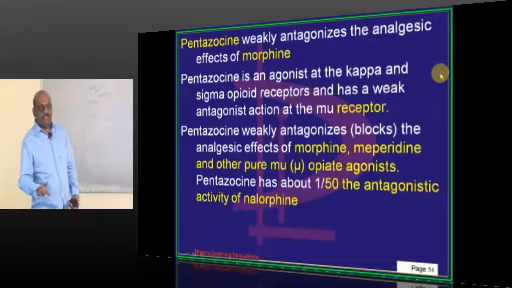 Pentazocine weakly antagonizes the analgesic
effects of morphine
Pentazocine is an agonist at the kappa and
sigma opioid receptors and has a weak
antagonist action at the mu receptor.
Pentazocine weakly antagonizes (blocks) the
analgesic effects of morphine, meperidine
and other pure mu (µ) opiate agonists.
Pentazocine has about 1/50 the antagonistic
activity of nalorphine
Page 54